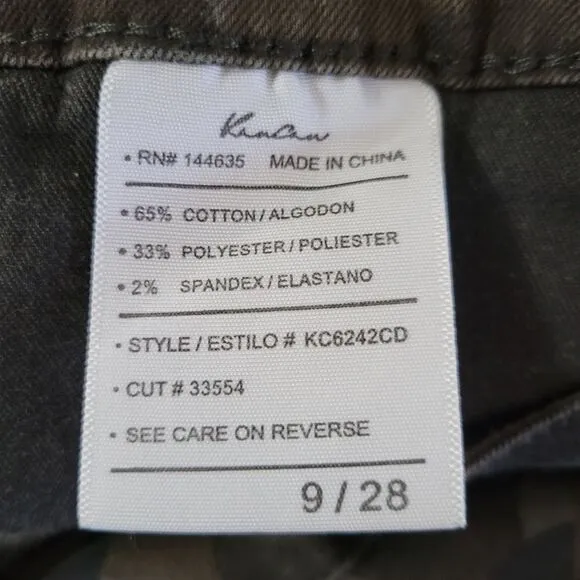 KanCan
• RN# 144635 MADE IN CHINA
• 65% COTTON / ALGODON
• 33% POLYESTER / POLIESTER
• 2% SPANDEX / ELASTANO
• STYLE / ESTILO # KC6242CD
• CUT # 33554
• SEE CARE ON REVERSE
9 / 28